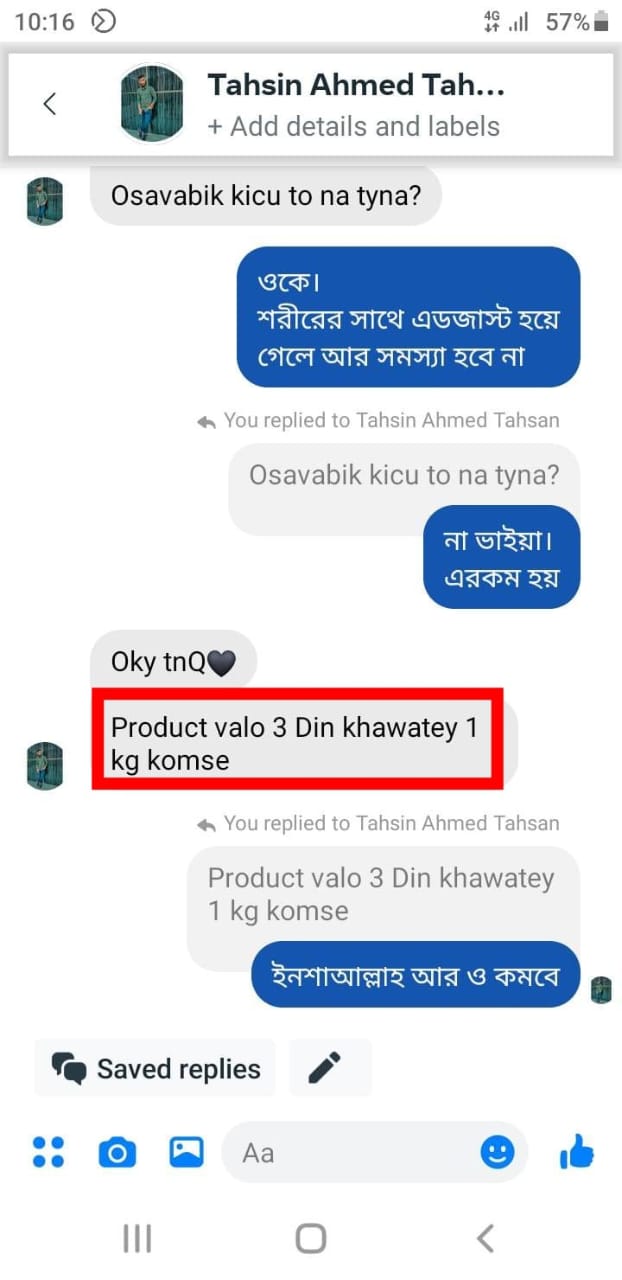 10:16
4G
57%
Tahsin Ahmed Tah...
+ Add details and labels
Osavabik kicu to na tyna?
ওকে।
শরীরের সাথে এডজাস্ট হয়ে
গেলে আর সমস্যা হবে না
You replied to Tahsin Ahmed Tahsan
Osavabik kicu to na tyna?
না ভাইয়া।
এরকম হয়
Oky tnQ🖤
Product valo 3 Din khawatey 1
kg komse
You replied to Tahsin Ahmed Tahsan
Product valo 3 Din khawatey
1 kg komse
ইনশাআল্লাহ আর ও কমবে
Saved replies
Aa